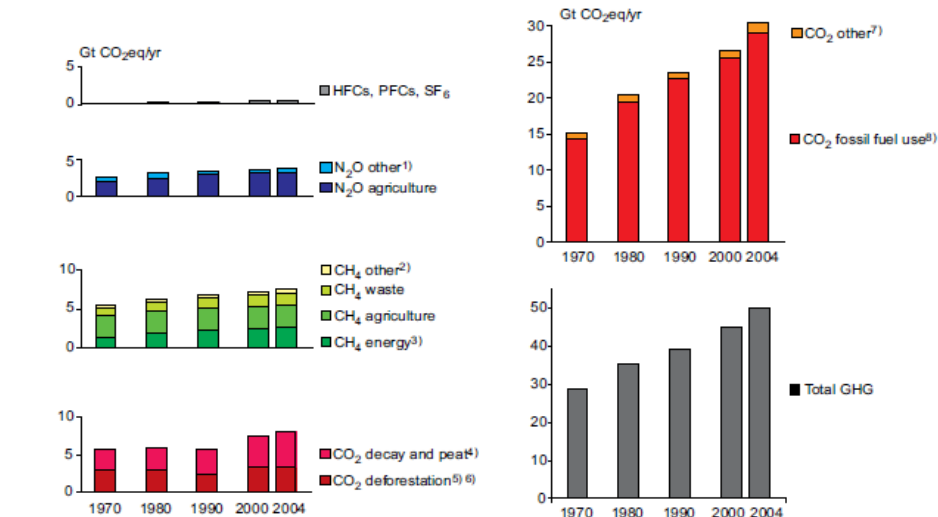 Gt CO2eq/yr
5
0
HFCs, PFCs, SF6
5
0
N2O other1)
N2O agriculture
10
5
0
CH4 other2)
CH4 waste
CH4 agriculture
CH4 energy3)
10
5
0
CO2 decay and peat4)
CO2 deforestation5) 6)
1970 1980 1990 2000 2004
Gt CO2eq/yr
30
25
20
15
10
5
0
CO2 other7)
CO2 fossil fuel use8)
1970 1980 1990 2000 2004
50
40
30
20
10
0
Total GHG
1970 1980 1990 2000 2004